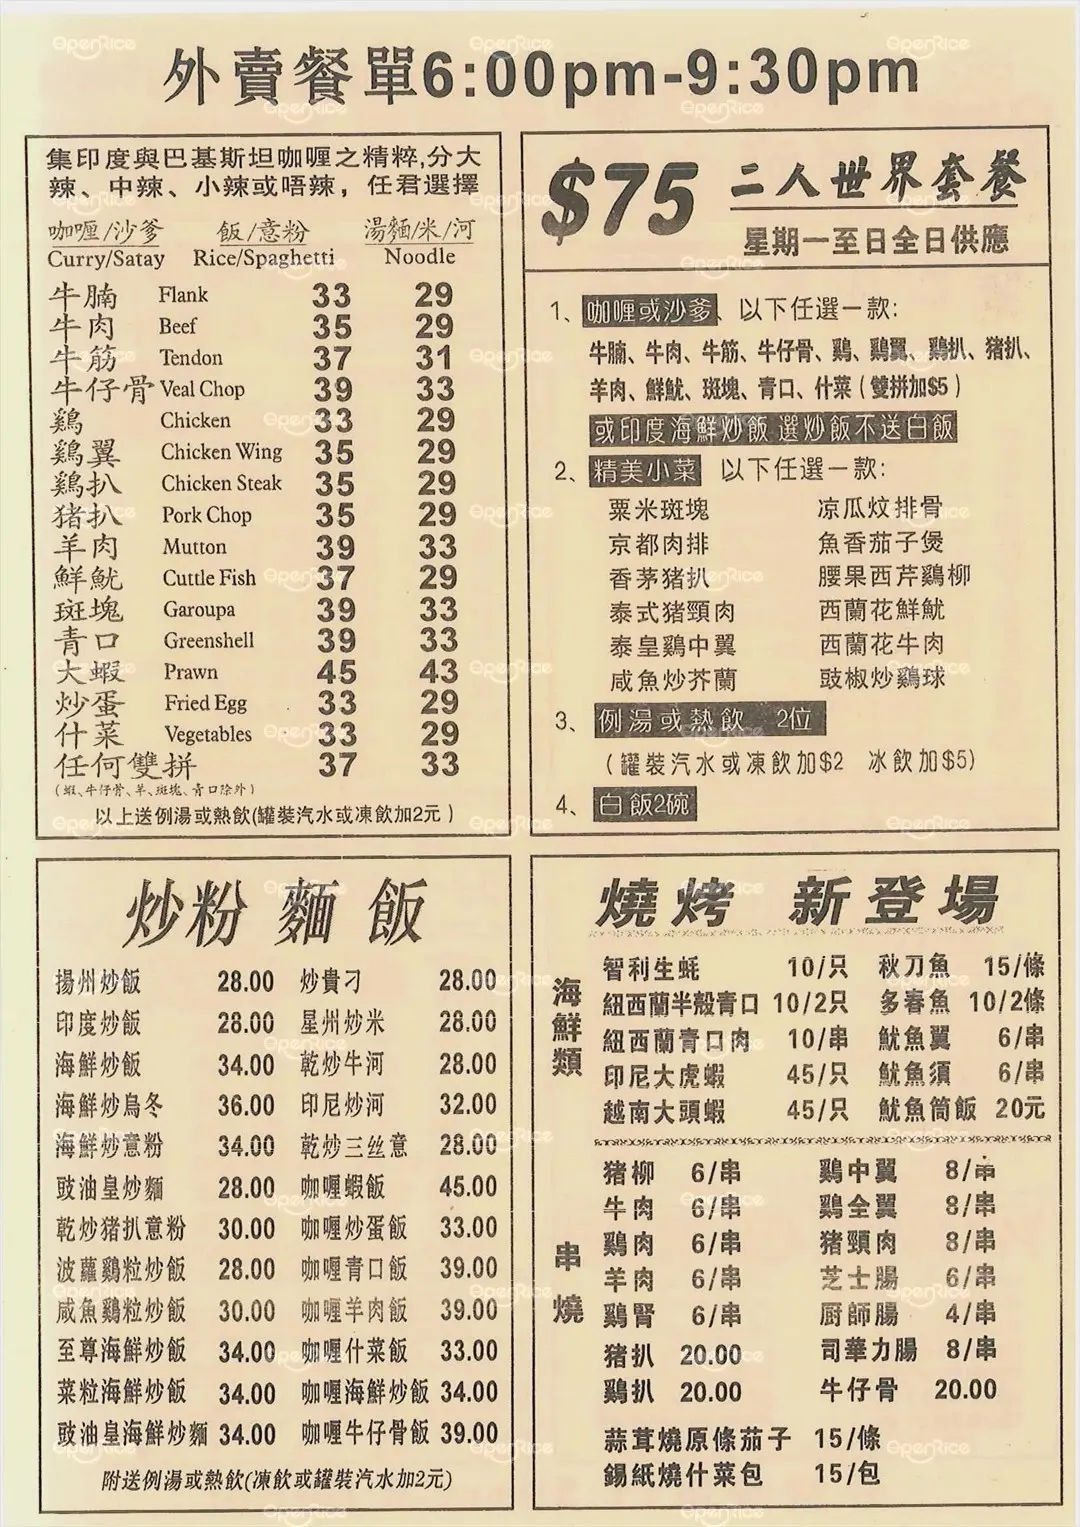 外賣餐單6:00pm-9:30pm
集印度與巴基斯坦咖喱之精粹,分大
辣、中辣、小辣或唔辣，任君選擇
咖喱/沙爹 飯/意粉 湯麵/米/河
Curry/Satay Rice/Spaghetti Noodle
牛腩 Flank 33 29
牛肉 Beef 35 29
牛筋 Tendon 37 31
牛仔骨 Veal Chop 39 33
鷄 Chicken 33 29
鷄翼 Chicken Wing 35 29
鷄扒 Chicken Steak 35 29
猪扒 Pork Chop 35 29
羊肉 Mutton 39 33
鮮魷 Cuttle Fish 37 29
斑塊 Garoupa 39 33
青口 Greenshell 39 33
大蝦 Prawn 45 43
炒蛋 Fried Egg 33 29
什菜 Vegetables 33 29
任何雙拼 37 33
(蝦、牛仔骨、羊、斑塊、青口除外)
以上送例湯或熱飲(罐裝汽水或凍飲加2元)
$75 二人世界套餐
星期一至日全日供應
1、咖喱或沙爹、以下任選一款:
牛腩、牛肉、牛筋、牛仔骨、鷄、鷄翼、鷄扒、猪扒、
羊肉、鮮魷、斑塊、青口、什菜(雙拼加$5)
或印度海鮮炒飯 選炒飯不送白飯
2、精美小菜 以下任選一款:
粟米斑塊 凉瓜炆排骨
京都肉排 魚香茄子煲
香茅猪扒 腰果西芹鷄柳
泰式猪頸肉 西蘭花鮮魷
泰皇鷄中翼 西蘭花牛肉
咸魚炒芥蘭 豉椒炒鷄球
3、例湯或熱飲 2位
(罐裝汽水或凍飲加$2 冰飲加$5)
4、白飯2碗
炒粉麵飯
揚州炒飯 28.00 炒貴刁 28.00
印度炒飯 28.00 星州炒米 28.00
海鮮炒飯 34.00 乾炒牛河 28.00
海鮮炒烏冬 36.00 印尼炒河 32.00
海鮮炒意粉 34.00 乾炒三丝意 28.00
豉油皇炒麵 28.00 咖喱蝦飯 45.00
乾炒猪扒意粉 30.00 咖喱炒蛋飯 33.00
波蘿鷄粒炒飯 28.00 咖喱青口飯 39.00
咸魚鷄粒炒飯 30.00 咖喱羊肉飯 39.00
至尊海鮮炒飯 34.00 咖喱什菜飯 33.00
菜粒海鮮炒飯 34.00 咖喱海鮮炒飯 34.00
豉油皇海鮮炒麵 34.00 咖喱牛仔骨飯 39.00
附送例湯或熱飲(凍飲或罐裝汽水加2元)
燒烤 新登場
海鮮類
智利生蚝 10/只 秋刀魚 15/條
紐西蘭半殼青口 10/2只 多春魚 10/2條
紐西蘭青口肉 10/串 魷魚翼 6/串
印尼大虎蝦 45/只 魷魚須 6/串
越南大頭蝦 45/只 魷魚筒飯 20元
串燒
猪柳 6/串 鷄中翼 8/串
牛肉 6/串 鷄全翼 8/串
鷄肉 6/串 猪頸肉 8/串
羊肉 6/串 芝士腸 6/串
鷄腎 6/串 厨師腸 4/串
猪扒 20.00 司華力腸 8/串
鷄扒 20.00 牛仔骨 20.00
蒜茸燒原條茄子 15/條
錫紙燒什菜包 15/包